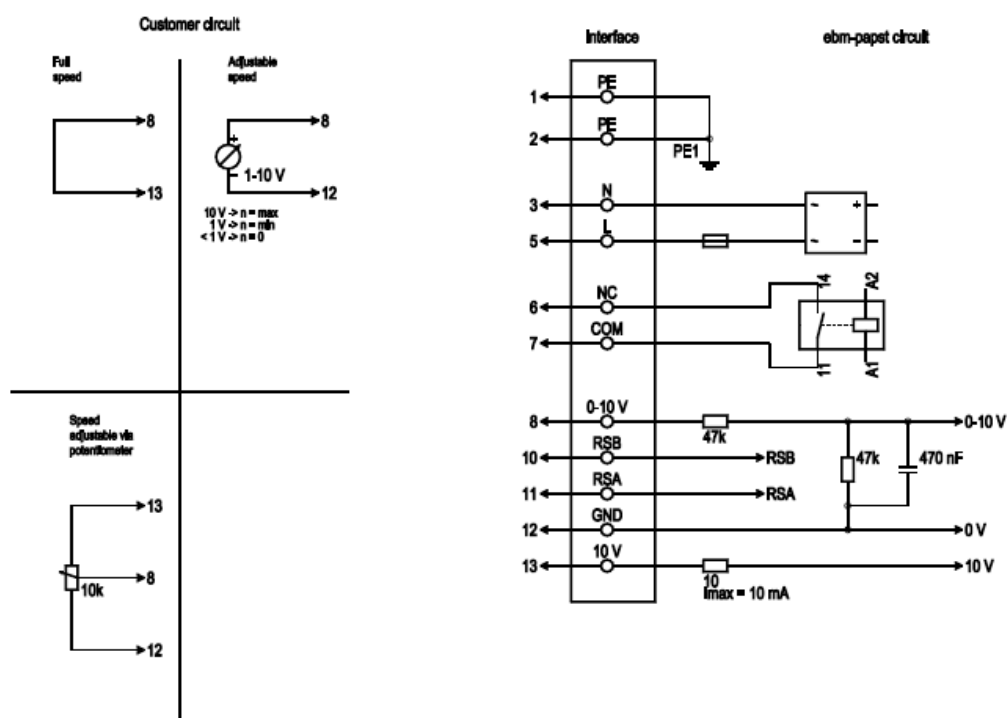 Customer circuit
Full
speed
8
13
Adjustable
speed
8
+
1-10 V
–
12
10 V -> n = max
1 V -> n = min
< 1 V -> n = 0
Speed
adjustable via
potentiometer
13
8
10k
12
Interface
ebm-papst circuit
1
PE
2
PE
PE1
3
N
~
+
5
L
~
–
6
NC
14
A2
7
COM
11
A1
8
0-10 V
47k
0-10 V
10
RSB
RSB
47k
470 nF
11
RSA
RSA
12
GND
0 V
13
10 V
10
10 V
Imax = 10 mA